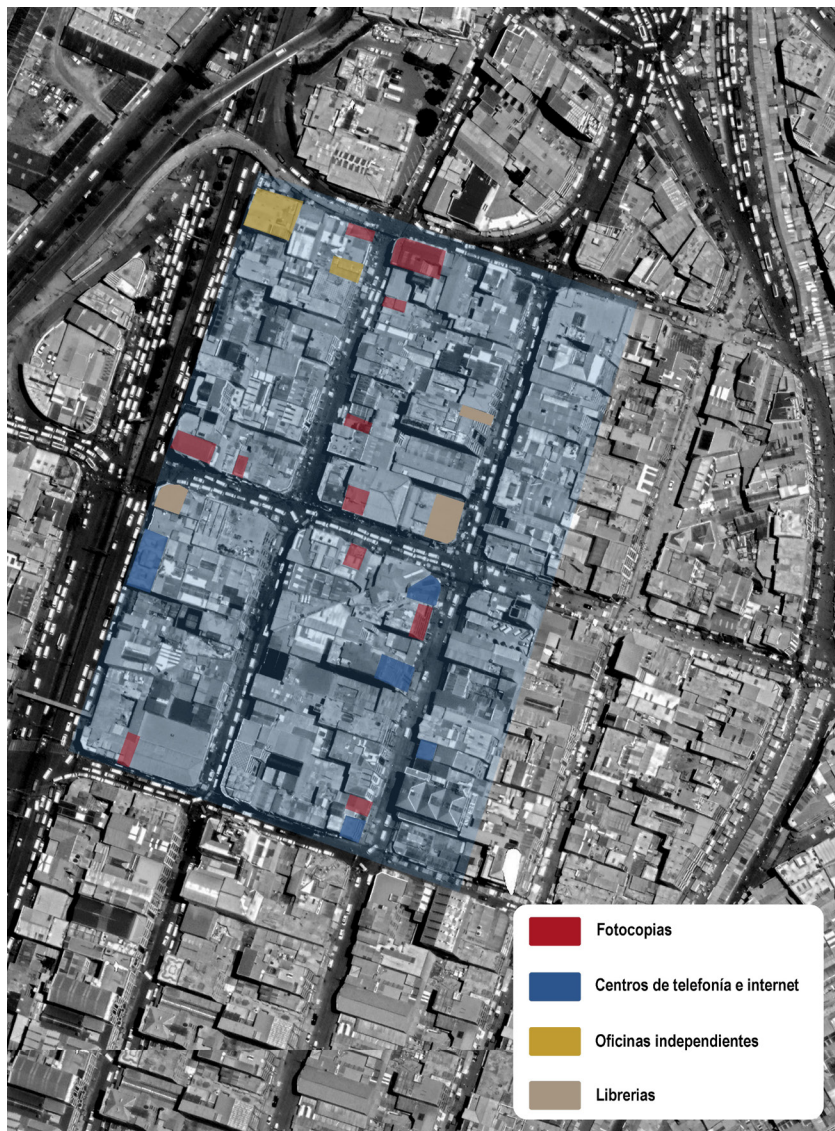 Fotocopias
Centros de telefonía e internet
Oficinas independientes
Librerias